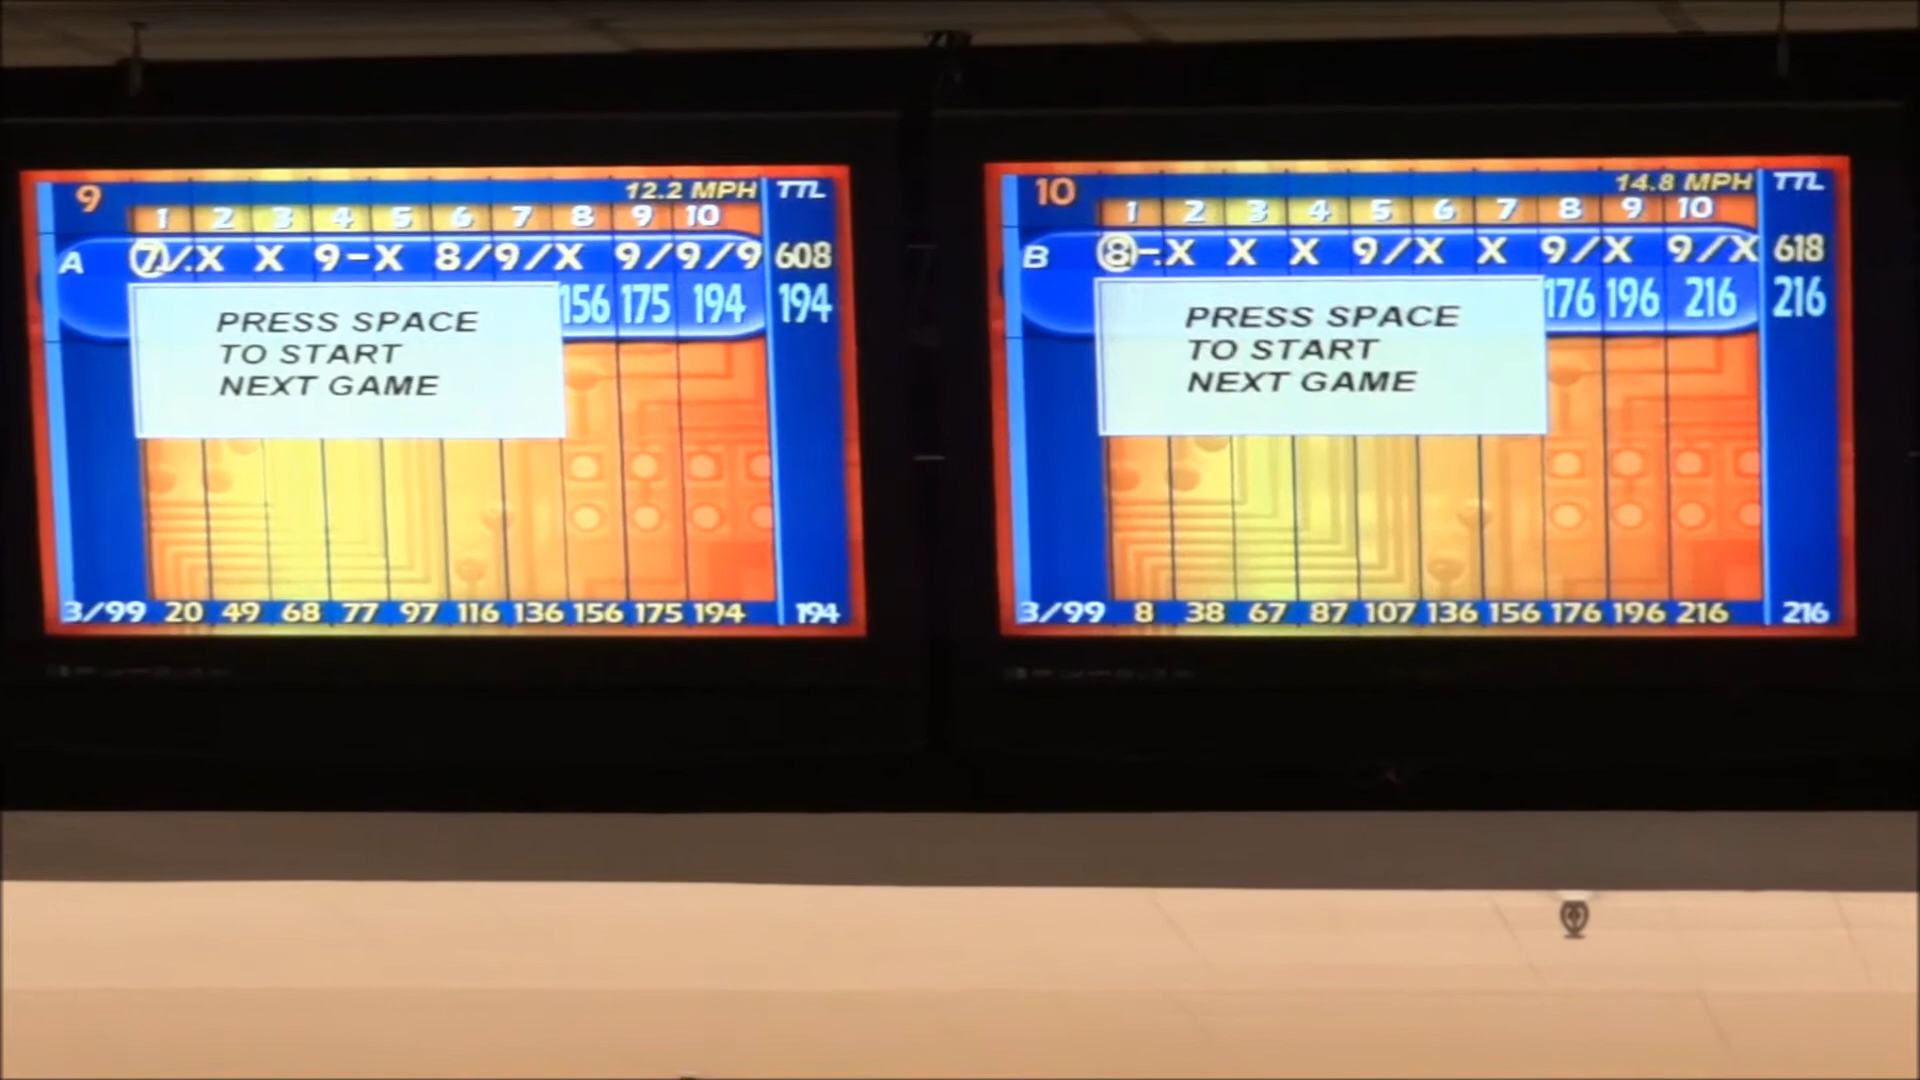 9 12.2 MPH TTL
1 2 3 4 5 6 7 8 9 10
A 7/ X X 9- X 8/ 9/ X 9/ 9/9 608
156 175 194 194
PRESS SPACE
TO START
NEXT GAME
3/99 20 49 68 77 97 116 136 156 175 194 194
10 14.8 MPH TTL
1 2 3 4 5 6 7 8 9 10
B 8- X X X 9/ X X 9/ X 9/X 618
176 196 216 216
PRESS SPACE
TO START
NEXT GAME
3/99 8 38 67 87 107 136 156 176 196 216 216